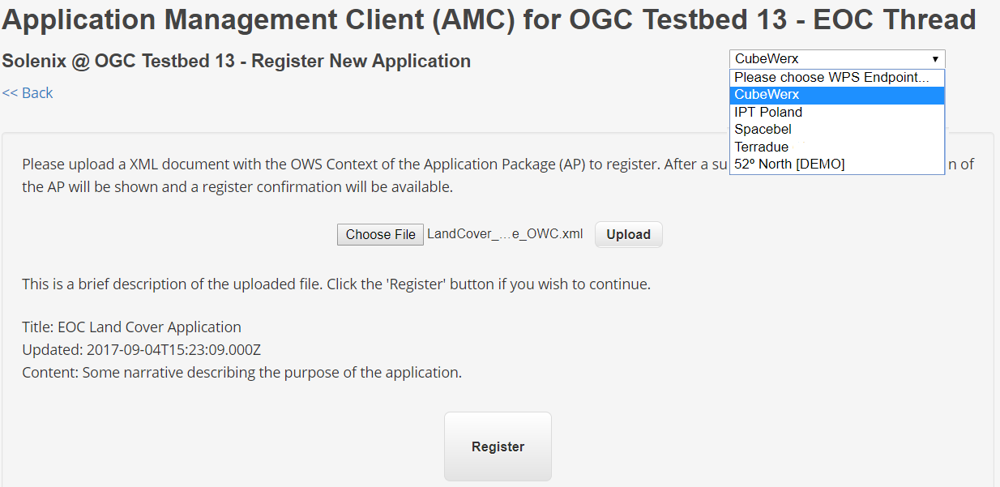 Application Management Client (AMC) for OGC Testbed 13 - EOC Thread
Solenix @ OGC Testbed 13 - Register New Application
CubeWerx
<< Back
Please choose WPS Endpoint...
CubeWerx
IPT Poland
Spacebel
Terradue
52º North [DEMO]
Please upload a XML document with the OWS Context of the Application Package (AP) to register. After a su n of
the AP will be shown and a register confirmation will be available.
Choose File LandCover_...e_OWC.xml Upload
This is a brief description of the uploaded file. Click the 'Register' button if you wish to continue.
Title: EOC Land Cover Application
Updated: 2017-09-04T15:23:09.000Z
Content: Some narrative describing the purpose of the application.
Register